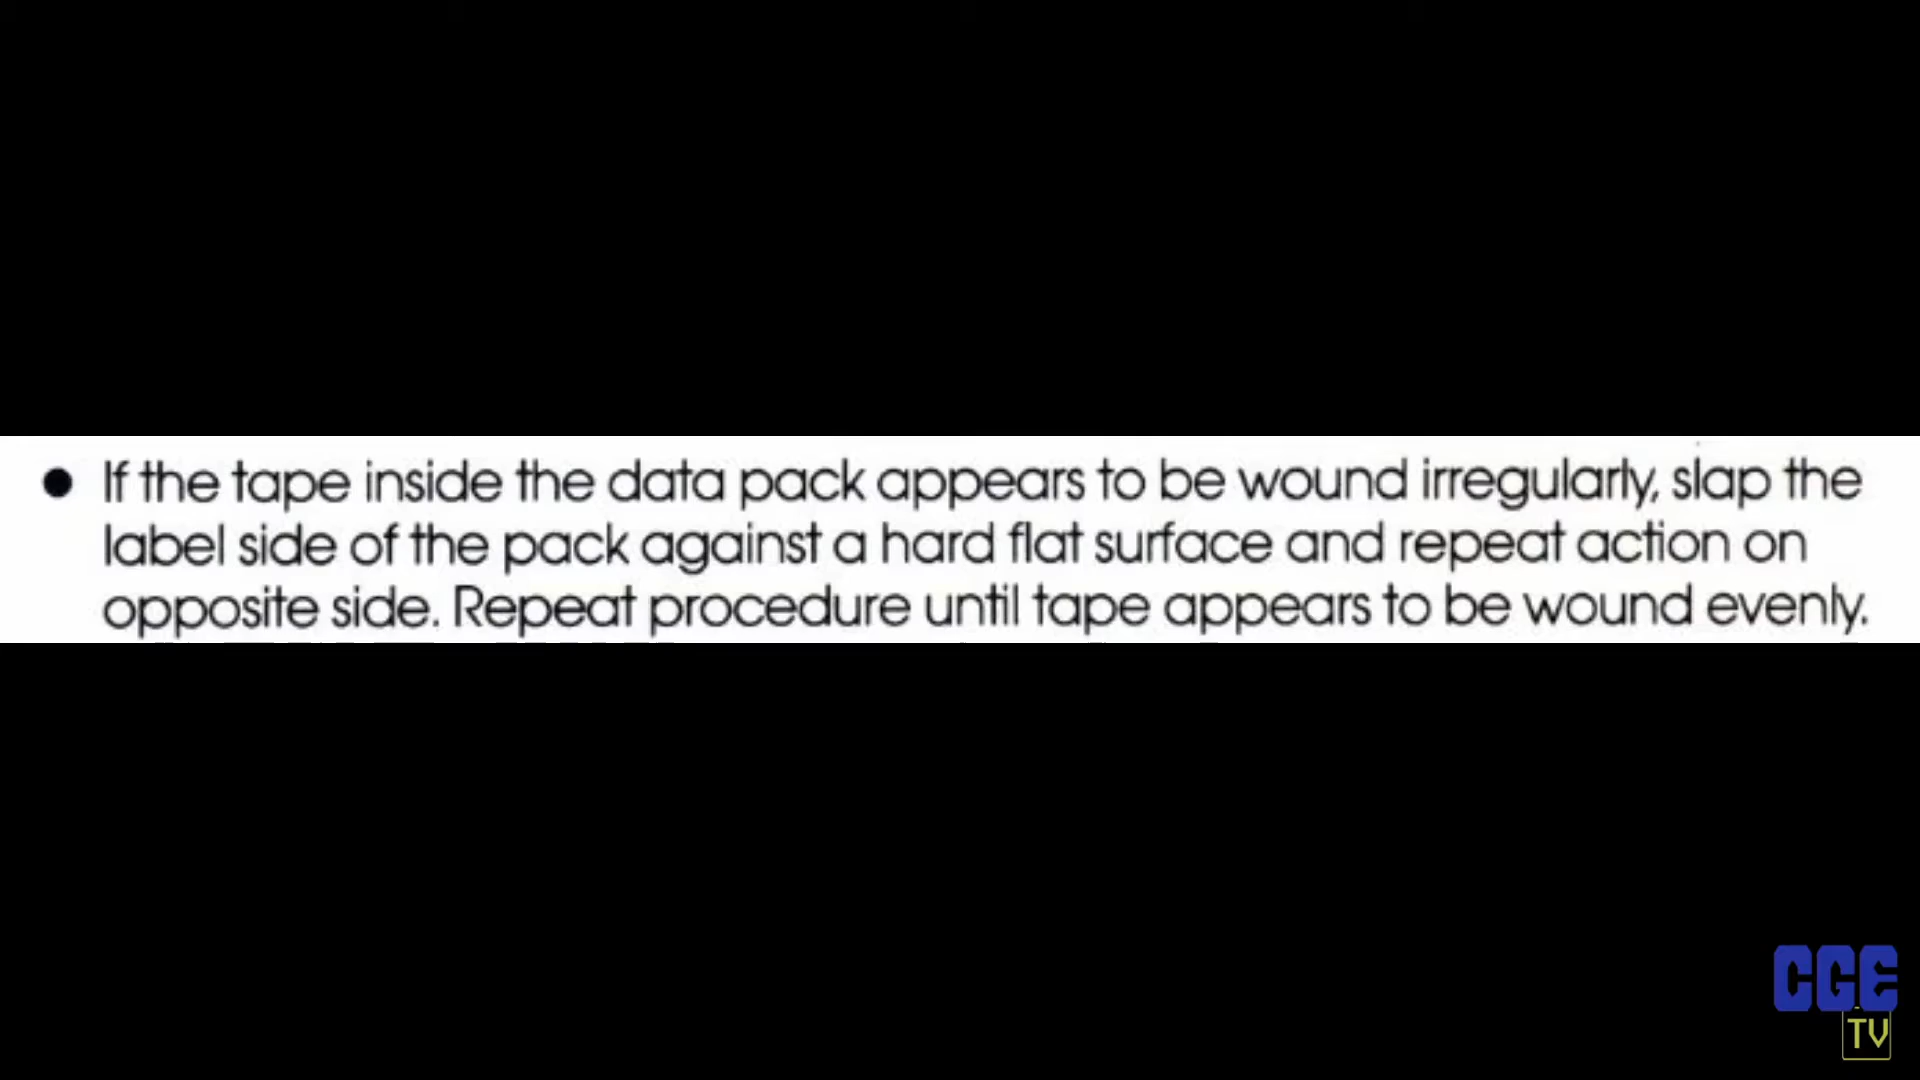 ● If the tape inside the data pack appears to be wound irregularly, slap the
label side of the pack against a hard flat surface and repeat action on
opposite side. Repeat procedure until tape appears to be wound evenly.
CGE
TV